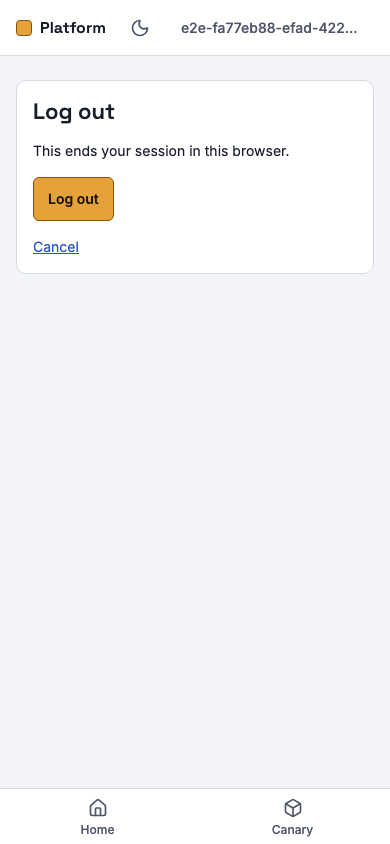 Platform
e2e-fa77eb88-efad-422...
Log out
This ends your session in this browser.
Log out
Cancel
Home
Canary